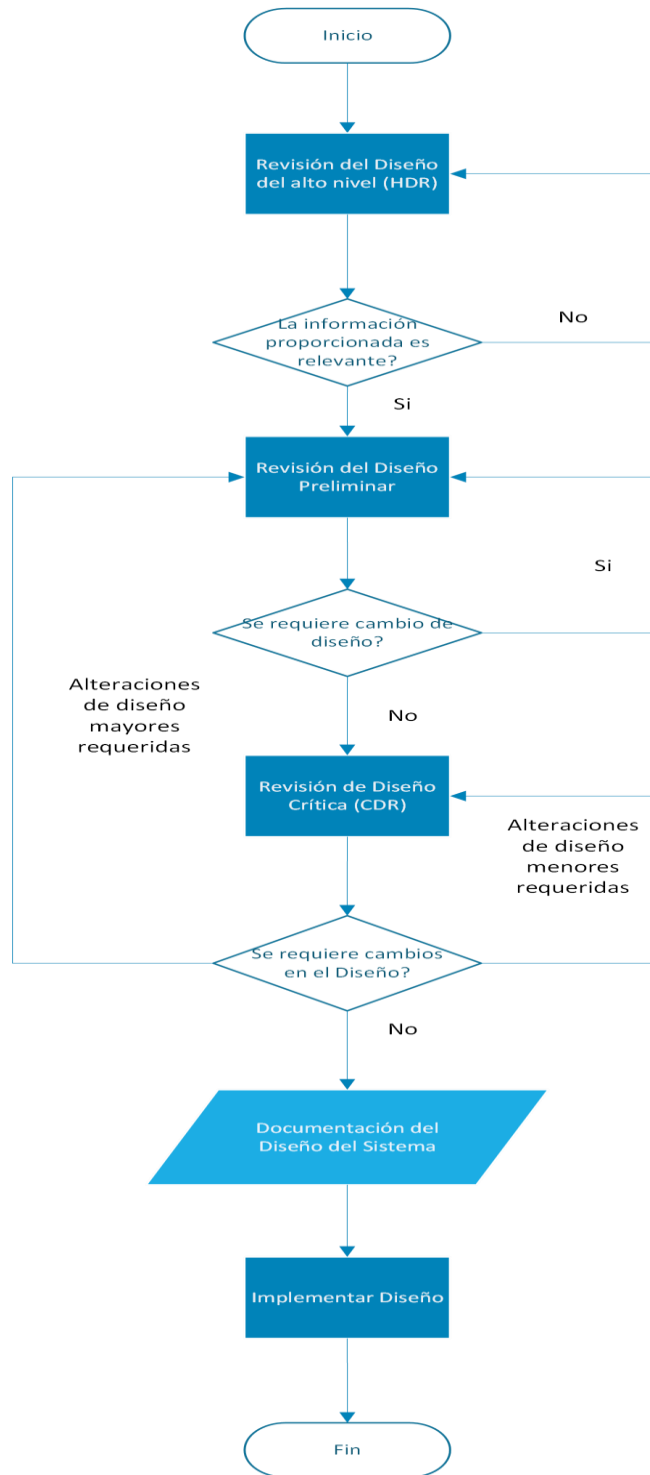 Inicio
Revisión del Diseño
del alto nivel (HDR)
La información
proporcionada es
relevante?
No
Si
Revisión del Diseño
Preliminar
Si
Se requiere cambio de
diseño?
Alteraciones
de diseño
mayores
requeridas
No
Revisión de Diseño
Crítica (CDR)
Alteraciones
de diseño
menores
requeridas
Se requiere cambios
en el Diseño?
No
Documentación del
Diseño del Sistema
Implementar Diseño
Fin